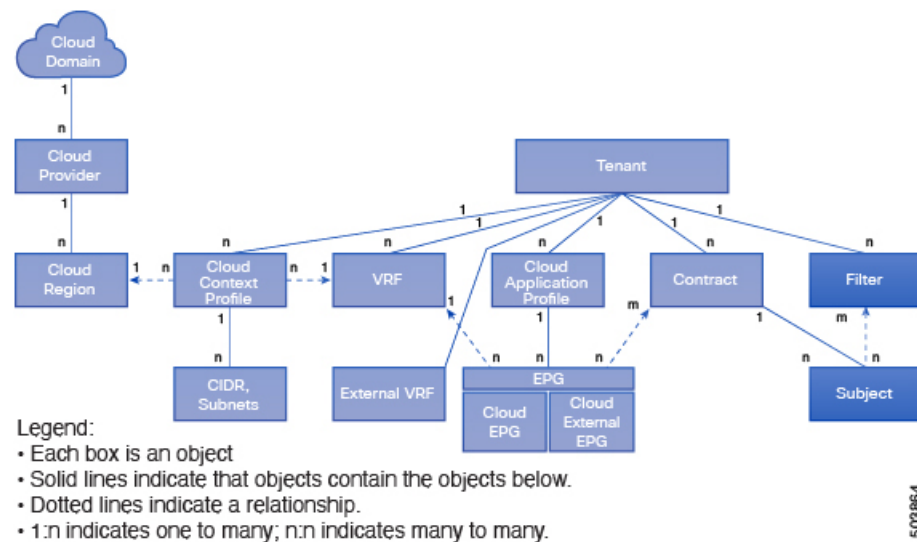 Cloud
Domain
1
n
Cloud
Provider
Tenant
1
n
1
1
1
1
1
n
n
n
n
n
Cloud
Region
1
n
Cloud
Context
Profile
n
1
VRF
Cloud
Application
Profile
Contract
Filter
1
n
1
n
1
n
m
n
1
n
m
n
CIDR,
Subnets
External VRF
EPG
Cloud
EPG
Cloud
External
EPG
Subject
Legend:
• Each box is an object
• Solid lines indicate that objects contain the objects below.
• Dotted lines indicate a relationship.
• 1:n indicates one to many; n:n indicates many to many.
503864